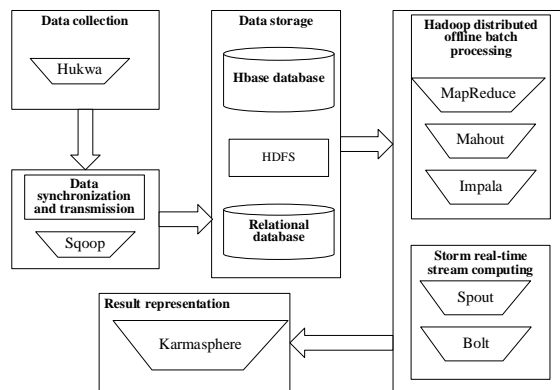 Data collection
Hukwa
Data
synchronization
and transmission
Sqoop
Data storage
Hbase database
HDFS
Relational
database
Hadoop distributed
offline batch
processing
MapReduce
Mahout
Impala
Storm real-time
stream computing
Spout
Bolt
Result representation
Karmasphere